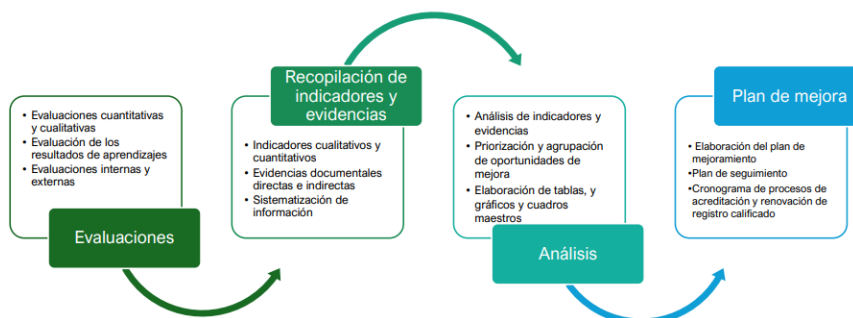 • Evaluaciones cuantitativas
y cualitativas
• Evaluación de los
resultados de aprendizajes
• Evaluaciones internas y
externas
Evaluaciones
Recopilación de
indicadores y
evidencias
• Indicadores cualitativos y
cuantitativos
• Evidencias documentales
directas e indirectas
• Sistematización de
información
• Análisis de indicadores y
evidencias
• Priorización y agrupación
de oportunidades de
mejora
• Elaboración de tablas, y
gráficos y cuadros
maestros
Análisis
Plan de mejora
• Elaboración del plan de
mejoramiento
•Plan de seguimiento
•Cronograma de procesos de
acreditación y renovación de
registro calificado